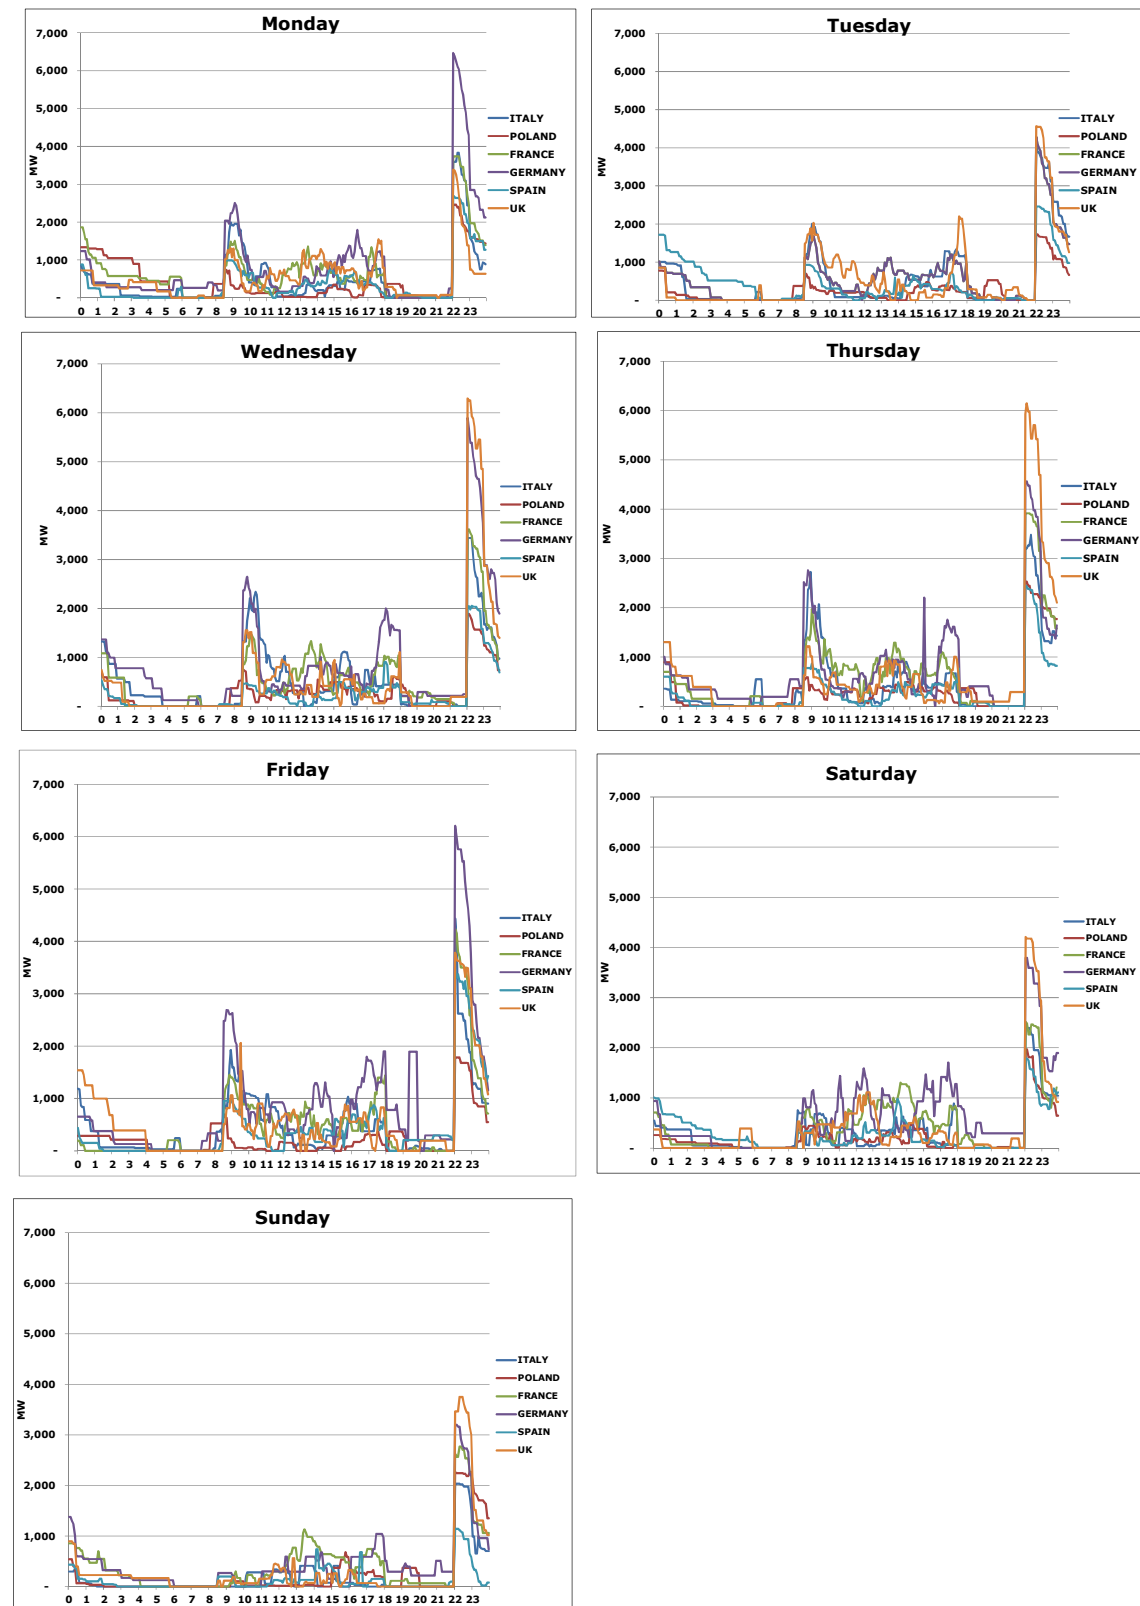 Monday
7,000
6,000
5,000
4,000
3,000
2,000
1,000
-
MW
0 1 2 3 4 5 6 7 8 9 10 11 12 13 14 15 16 17 18 19 20 21 22 23
ITALY
POLAND
FRANCE
GERMANY
SPAIN
UK
Tuesday
7,000
6,000
5,000
4,000
3,000
2,000
1,000
-
MW
0 1 2 3 4 5 6 7 8 9 10 11 12 13 14 15 16 17 18 19 20 21 22 23
ITALY
POLAND
FRANCE
GERMANY
SPAIN
UK
Wednesday
7,000
6,000
5,000
4,000
3,000
2,000
1,000
-
MW
0 1 2 3 4 5 6 7 8 9 10 11 12 13 14 15 16 17 18 19 20 21 22 23
ITALY
POLAND
FRANCE
GERMANY
SPAIN
UK
Thursday
7,000
6,000
5,000
4,000
3,000
2,000
1,000
-
MW
0 1 2 3 4 5 6 7 8 9 10 11 12 13 14 15 16 17 18 19 20 21 22 23
ITALY
POLAND
FRANCE
GERMANY
SPAIN
UK
Friday
7,000
6,000
5,000
4,000
3,000
2,000
1,000
-
MW
0 1 2 3 4 5 6 7 8 9 10 11 12 13 14 15 16 17 18 19 20 21 22 23
ITALY
POLAND
FRANCE
GERMANY
SPAIN
UK
Saturday
7,000
6,000
5,000
4,000
3,000
2,000
1,000
-
MW
0 1 2 3 4 5 6 7 8 9 10 11 12 13 14 15 16 17 18 19 20 21 22 23
ITALY
POLAND
FRANCE
GERMANY
SPAIN
UK
Sunday
7,000
6,000
5,000
4,000
3,000
2,000
1,000
-
MW
0 1 2 3 4 5 6 7 8 9 10 11 12 13 14 15 16 17 18 19 20 21 22 23
ITALY
POLAND
FRANCE
GERMANY
SPAIN
UK